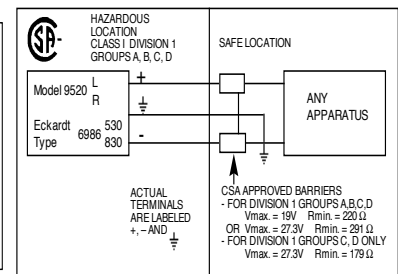 SA-
HAZARDOUS
LOCATION
CLASS I DIVISION 1
GROUPS A, B, C, D
SAFE LOCATION
Model 9520 L
R
Eckardt 6986 530
Type 830
+
-
ANY
APPARATUS
ACTUAL
TERMINALS
ARE LABELED
+, – AND
CSA APPROVED BARRIERS
- FOR DIVISION 1 GROUPS A,B,C,D
Vmax. = 19V Rmin. = 220 Ω
OR Vmax. = 27.3V Rmin. = 291 Ω
- FOR DIVISION 1 GROUPS C, D ONLY
Vmax. = 27.3V Rmin. = 179 Ω